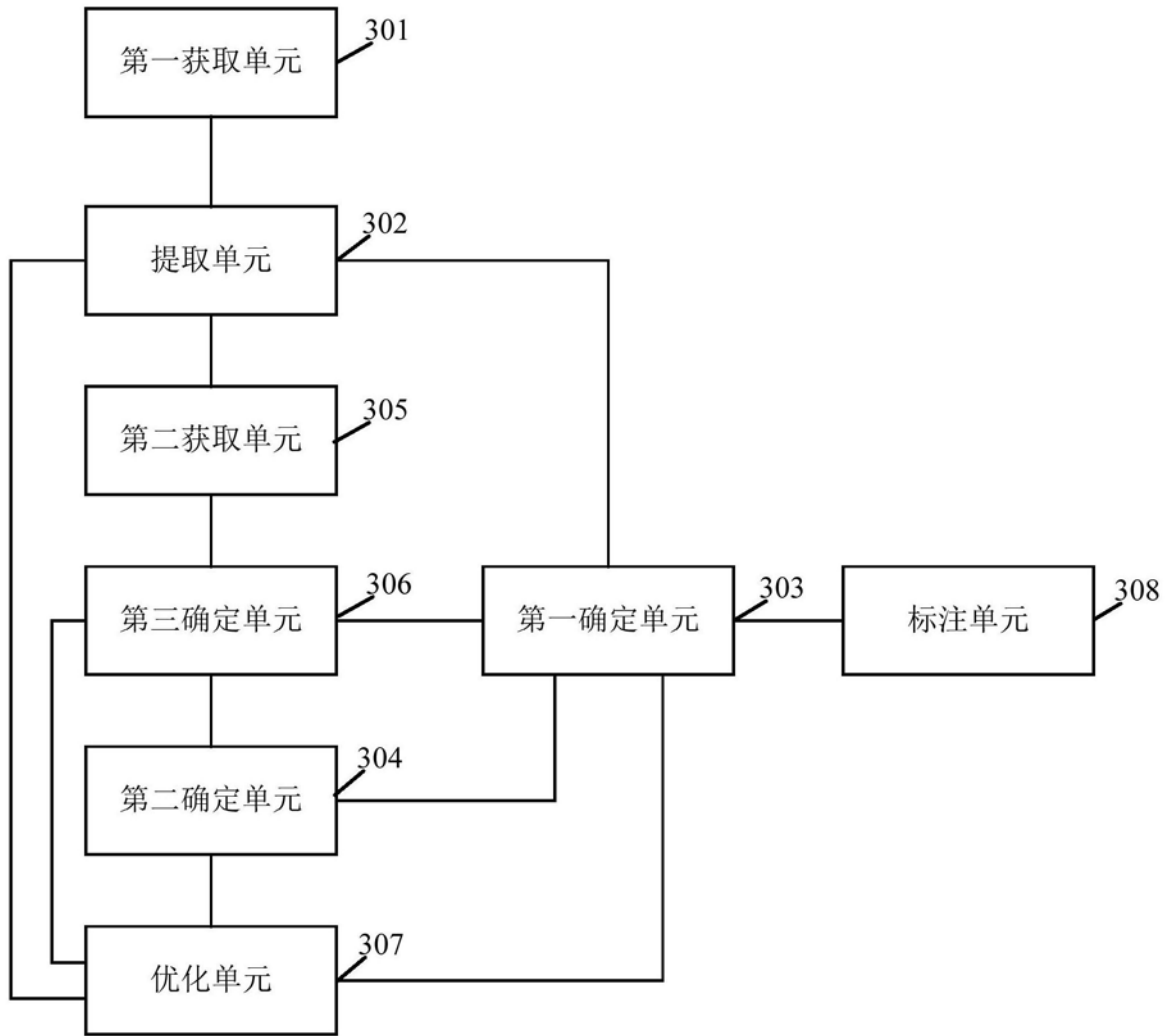 301
第一获取单元
302
提取单元
305
第二获取单元
306
第三确定单元
303
第一确定单元
308
标注单元
304
第二确定单元
307
优化单元